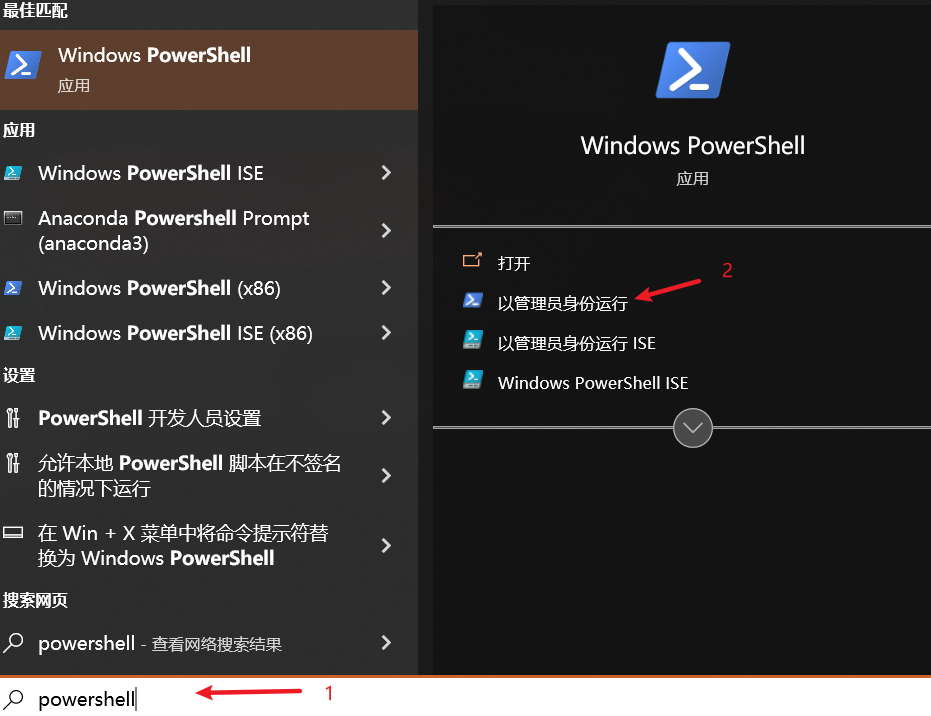 最佳匹配
Windows PowerShell
应用
应用
Windows PowerShell ISE
Anaconda Powershell Prompt
(anaconda3)
Windows PowerShell (x86)
Windows PowerShell ISE (x86)
设置
PowerShell 开发人员设置
允许本地 PowerShell 脚本在不签名
的情况下运行
在 Win + X 菜单中将命令提示符替
换为 Windows PowerShell
搜索网页
powershell - 查看网络搜索结果
powershell
1
Windows PowerShell
应用
打开
以管理员身份运行
2
以管理员身份运行 ISE
Windows PowerShell ISE